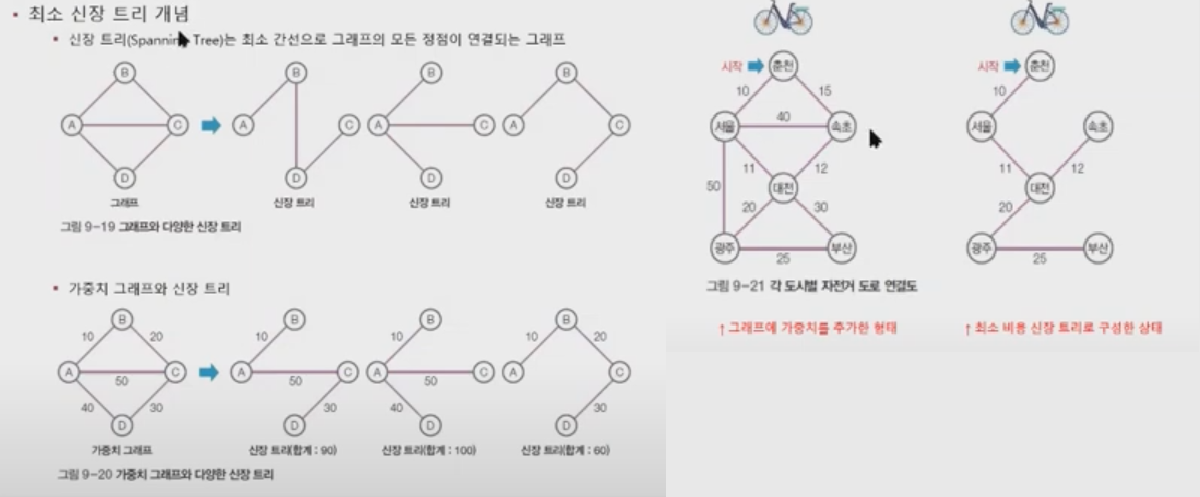 최소 신장 트리 개념
신장 트리(Spanning Tree)는 최소 간선으로 그래프의 모든 정점이 연결되는 그래프
B
A
C
D
그래프
B
A
C
D
신장 트리
B
A
C
D
신장 트리
B
A
C
D
신장 트리
그림 9-19 그래프와 다양한 신장 트리
가중치 그래프와 신장 트리
B
10 20
A
C
50
40 30
D
가중치 그래프
B
10
A
C
50
30
D
신장 트리(합계 : 90)
B
10
A
C
50
40
D
신장 트리(합계 : 100)
B
10 20
A
C
30
D
신장 트리(합계 : 60)
그림 9-20 가중치 그래프와 다양한 신장 트리
시작
춘천
10 15
서울
40
속초
11 12
50
대전
20 30
광주
부산
25
그림 9-21 각 도시별 자전거 도로 연결도
↑ 그래프에 가중치를 추가한 형태
시작
춘천
10
서울
속초
11 12
대전
20
광주
부산
25
↑ 최소 비용 신장 트리로 구성한 상태